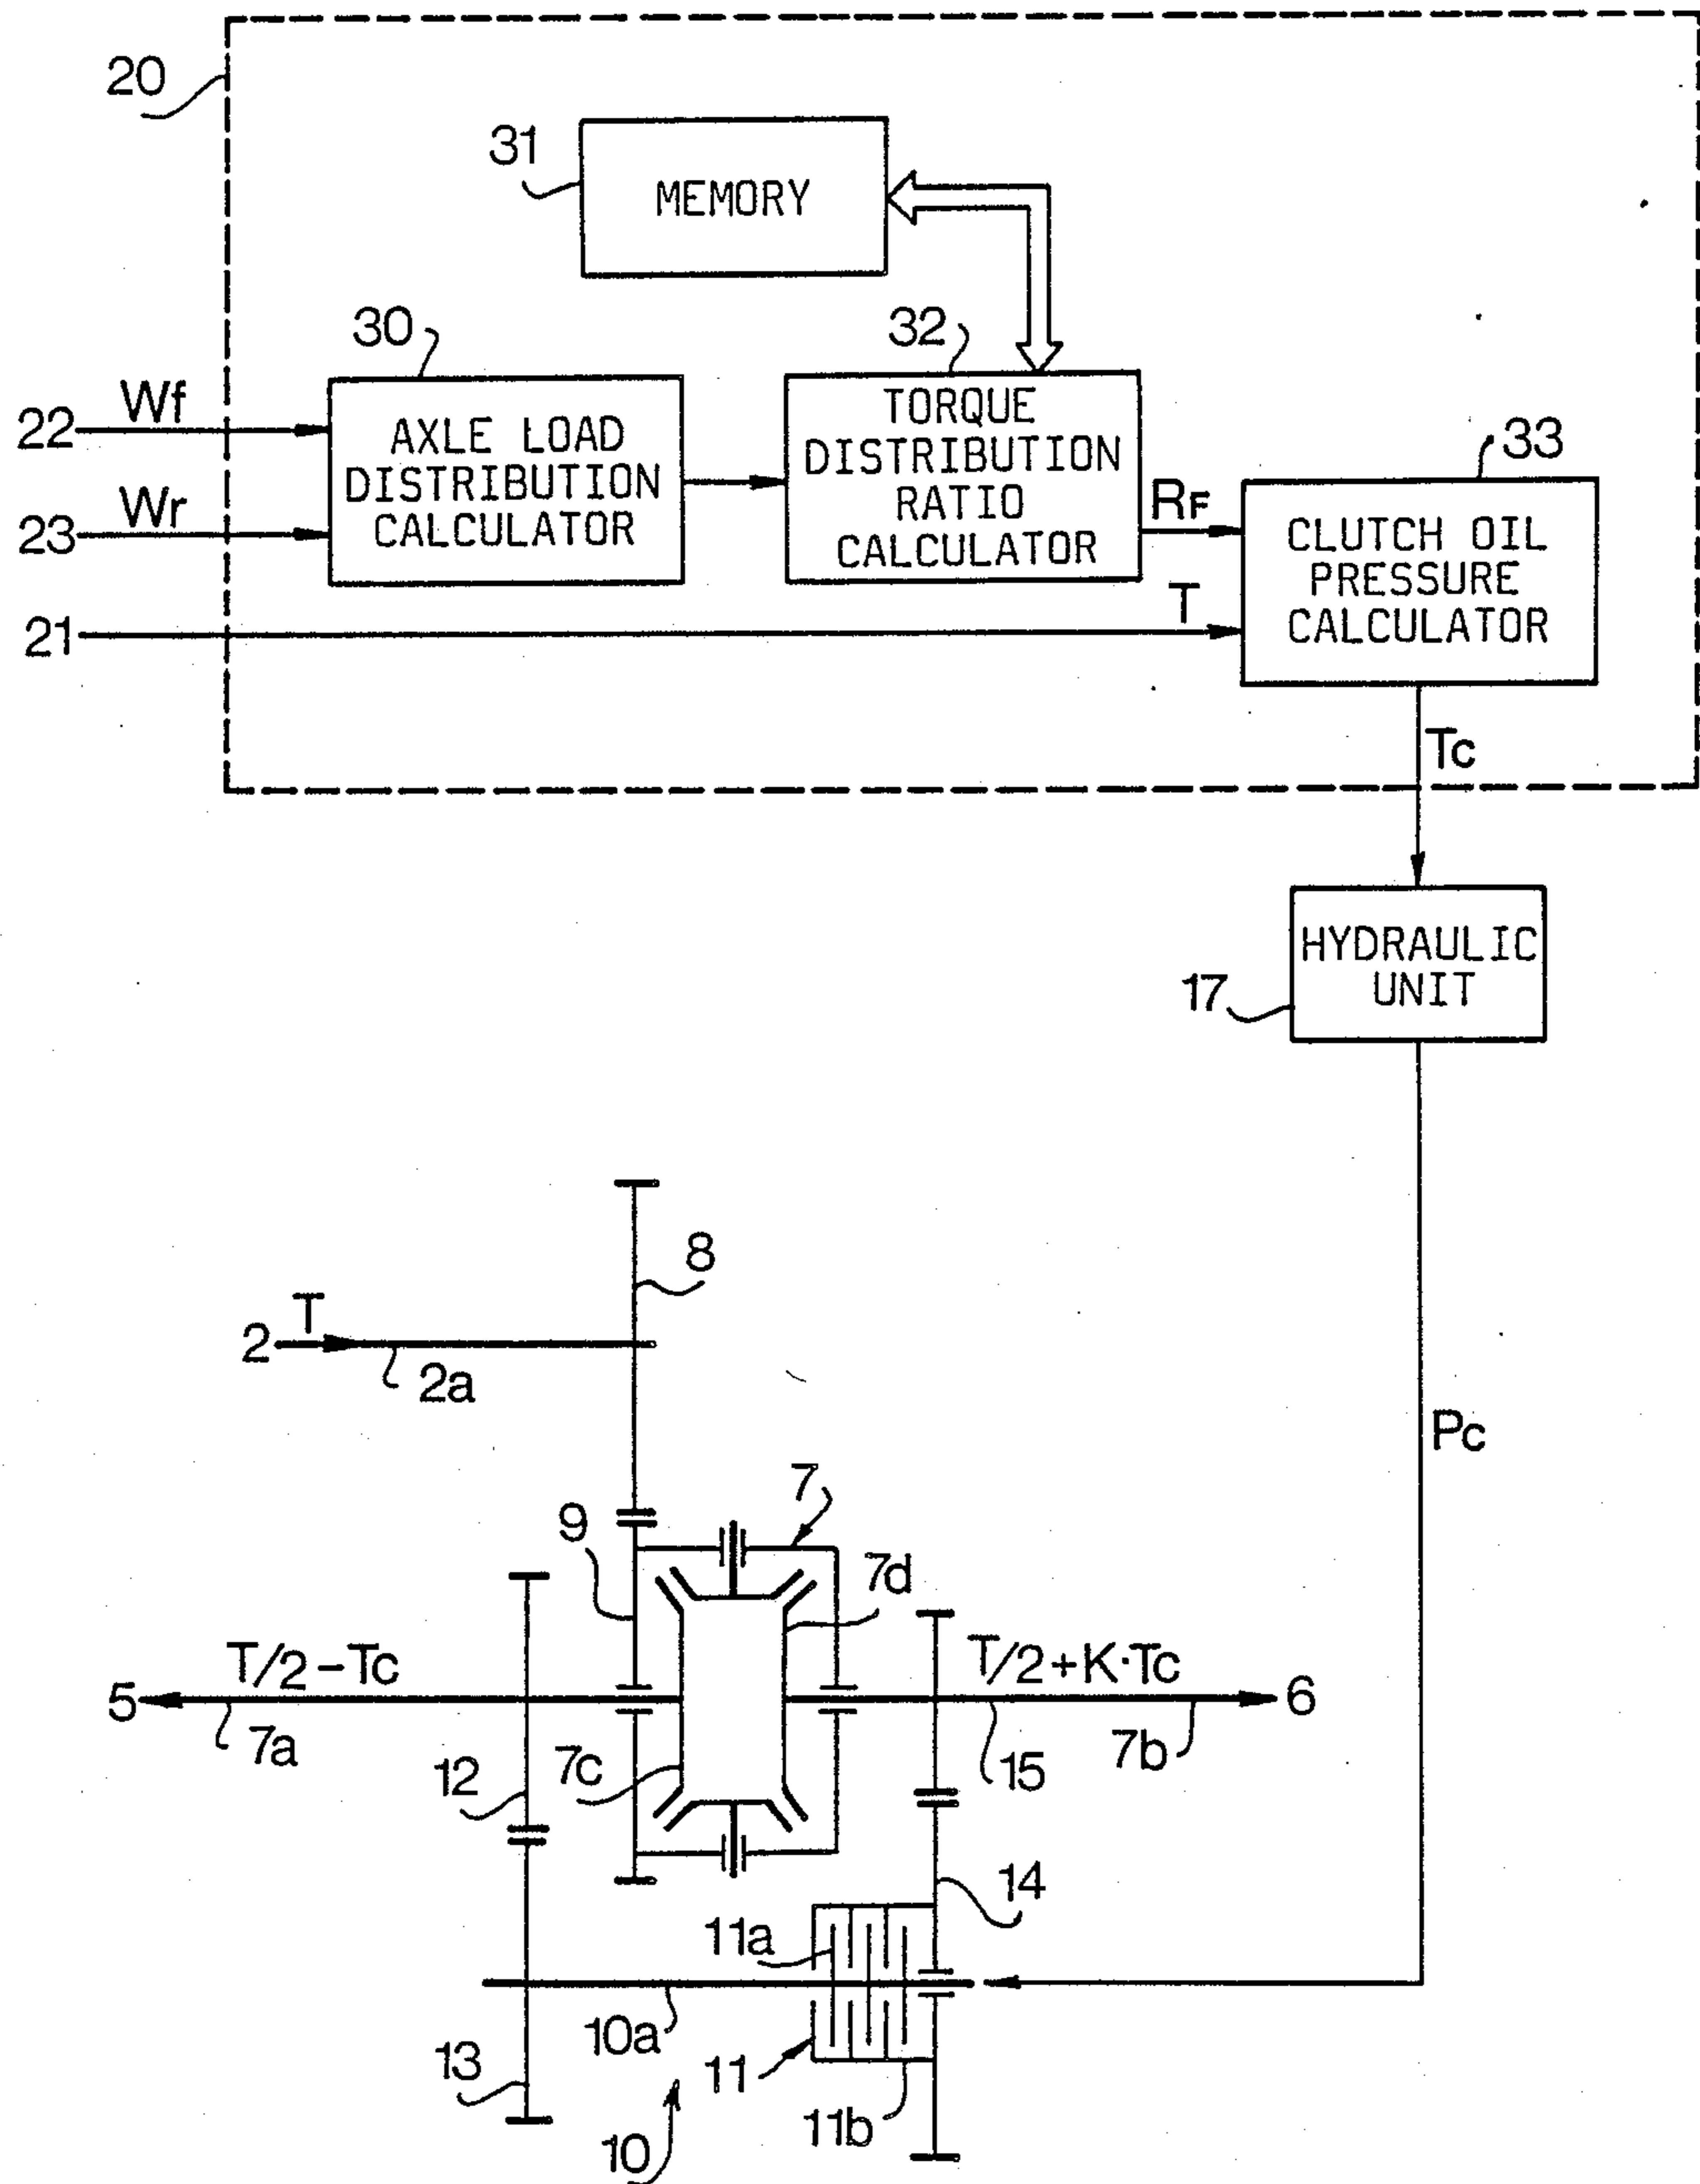 20
31
MEMORY
30
32
22
Wf
AXLE LOAD
DISTRIBUTION
CALCULATOR
TORQUE
DISTRIBUTION
RATIO
CALCULATOR
23
Wr
RF
33
CLUTCH OIL
PRESSURE
CALCULATOR
21
T
Tc
HYDRAULIC
UNIT
17
8
2
T
2a
Pc
7
9
7d
T/2-Tc
T/2+K·Tc
5
6
7a
12
7c
15
7b
14
11a
10a
13
11
11b
10